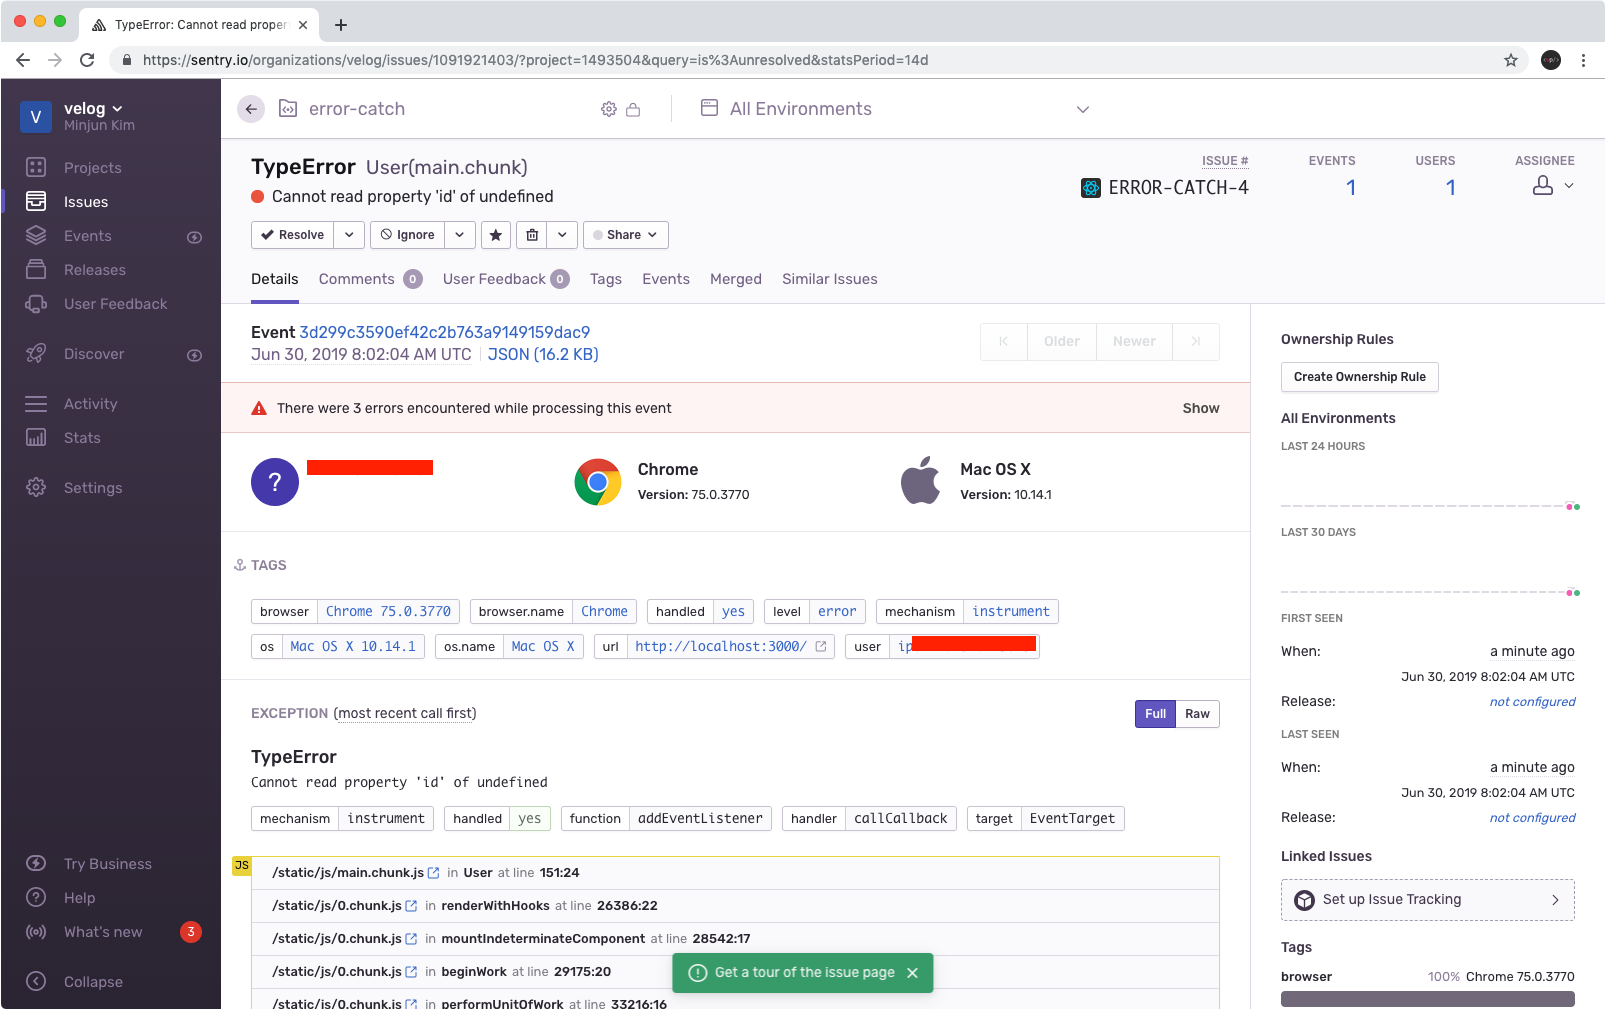 TypeError: Cannot read proper
https://sentry.io/organizations/velog/issues/1091921403/?project=1493504&query=is%3Aunresolved&statsPeriod=14d
V
velog
Minjun Kim
Projects
Issues
Events
Releases
User Feedback
Discover
Activity
Stats
Settings
Try Business
Help
What's new 3
Collapse
error-catch
All Environments
TypeError User(main.chunk)
Cannot read property 'id' of undefined
ISSUE #
ERROR-CATCH-4
EVENTS
1
USERS
1
ASSIGNEE
Resolve
Ignore
Share
Details Comments 0 User Feedback 0 Tags Events Merged Similar Issues
Event 3d299c3590ef42c2b763a9149159dac9
Jun 30, 2019 8:02:04 AM UTC JSON (16.2 KB)
Older Newer
There were 3 errors encountered while processing this event Show
?
Chrome
Version: 75.0.3770
Mac OS X
Version: 10.14.1
TAGS
browser Chrome 75.0.3770 browser.name Chrome handled yes level error mechanism instrument
os Mac OS X 10.14.1 os.name Mac OS X url http://localhost:3000/ user ip
EXCEPTION (most recent call first) Full Raw
TypeError
Cannot read property 'id' of undefined
mechanism instrument handled yes function addEventListener handler callCallback target EventTarget
JS
/static/js/main.chunk.js in User at line 151:24
/static/js/0.chunk.js in renderWithHooks at line 26386:22
/static/js/0.chunk.js in mountIndeterminateComponent at line 28542:17
/static/js/0.chunk.js in beginWork at line 29175:20
/static/js/0.chunk.js in performUnitOfWork at line 33216:16
Get a tour of the issue page
Ownership Rules
Create Ownership Rule
All Environments
LAST 24 HOURS
LAST 30 DAYS
FIRST SEEN
When: a minute ago
Jun 30, 2019 8:02:04 AM UTC
Release: not configured
LAST SEEN
When: a minute ago
Jun 30, 2019 8:02:04 AM UTC
Release: not configured
Linked Issues
Set up Issue Tracking
Tags
browser 100% Chrome 75.0.3770